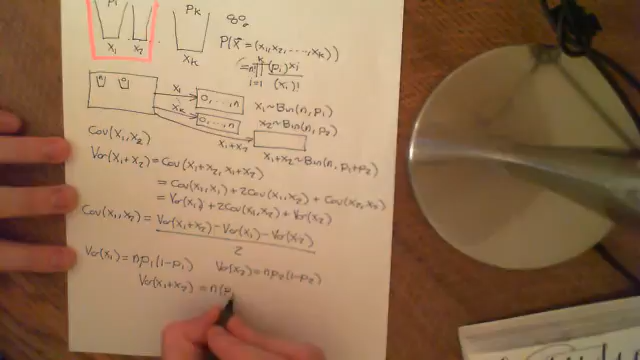 P1 Pk
X1 X2 Xk
P(X⃗ = (x1, x2, ..., xk))
= n! k ∏ i=1 (pi)^xi / (xi)!
X1 0, ..., n X1 ~ Bin(n, p1)
Xk 0, ..., n X2 ~ Bin(n, p2)
X1+X2 X1+X2 ~ Bin(n, p1+p2)
Cov(X1, X2)
Var(X1+X2) = Cov(X1+X2, X1+X2)
= Cov(X1, X1) + 2Cov(X1, X2) + Cov(X2, X2)
= Var(X1) + 2Cov(X1, X2) + Var(X2)
Cov(X1, X2) = Var(X1+X2) - Var(X1) - Var(X2) / 2
Var(X1) = np1(1-p1) Var(X2) = np2(1-p2)
Var(X1+X2) = n(p